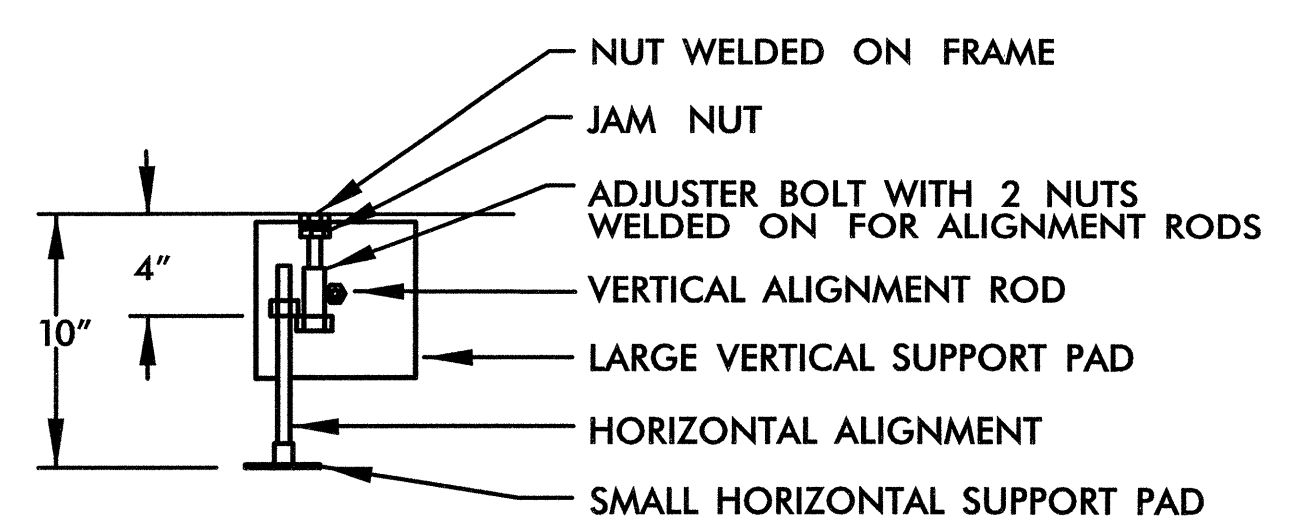 NUT WELDED ON FRAME
JAM NUT
ADJUSTER BOLT WITH 2 NUTS
WELDED ON FOR ALIGNMENT RODS
4"
VERTICAL ALIGNMENT ROD
10"
LARGE VERTICAL SUPPORT PAD
HORIZONTAL ALIGNMENT
SMALL HORIZONTAL SUPPORT PAD